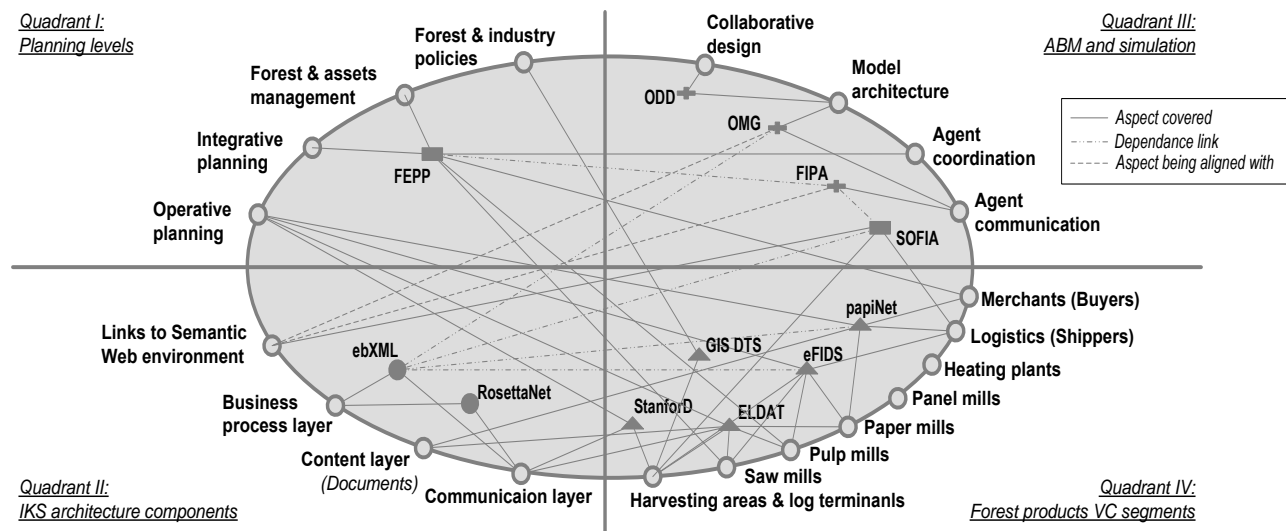 Quadrant I:
Planning levels
Quadrant III:
ABM and simulation
Collaborative
design
Forest & industry
policies
Forest & assets
management
Model
architecture
ODD
OMG
Integrative
planning
Agent
coordination
FEPP
FIPA
Operative
planning
Agent
communication
SOFIA
Aspect covered
Dependance link
Aspect being aligned with
Merchants (Buyers)
papiNet
Links to Semantic
Web environment
Logistics (Shippers)
ebXML
GIS DTS
eFIDS
Heating plants
RosettaNet
Panel mills
Business
process layer
StanforD
ELDAT
Paper mills
Content layer
(Documents)
Pulp mills
Saw mills
Communicaion layer
Harvesting areas & log terminanls
Quadrant II:
IKS architecture components
Quadrant IV:
Forest products VC segments